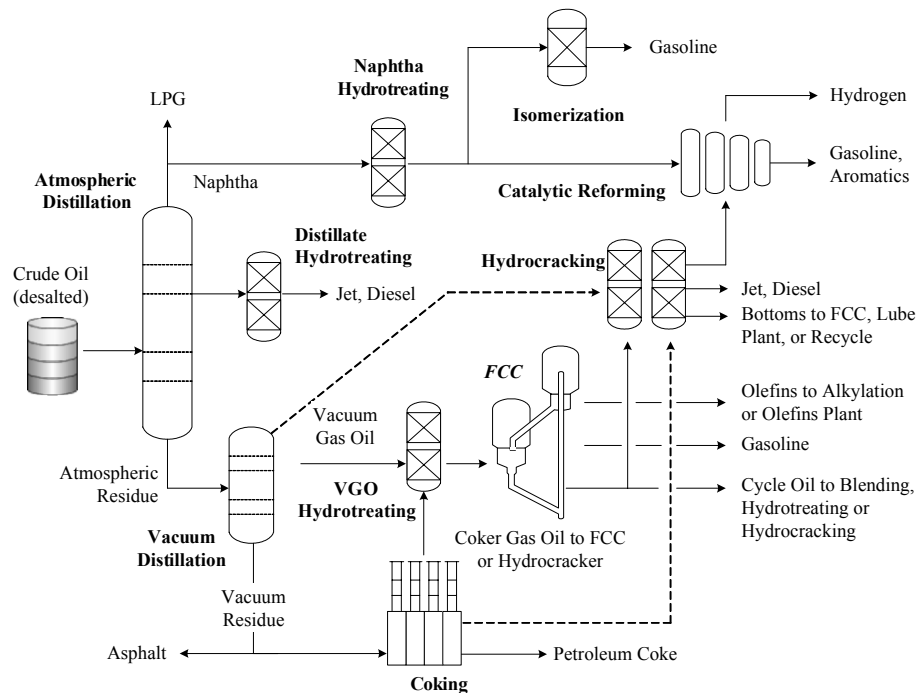 Gasoline
Naphtha
Hydrotreating
Isomerization
LPG
Hydrogen
Gasoline,
Aromatics
Naphtha
Atmospheric
Distillation
Catalytic Reforming
Distillate
Hydrotreating
Hydrocracking
Crude Oil
(desalted)
Jet, Diesel
Jet, Diesel
Bottoms to FCC, Lube
Plant, or Recycle
FCC
Olefins to Alkylation
or Olefins Plant
Vacuum
Gas Oil
Gasoline
Atmospheric
Residue
VGO
Hydrotreating
Cycle Oil to Blending,
Hydrotreating or
Hydrocracking
Vacuum
Distillation
Coker Gas Oil to FCC
or Hydrocracker
Vacuum
Residue
Asphalt
Petroleum Coke
Coking